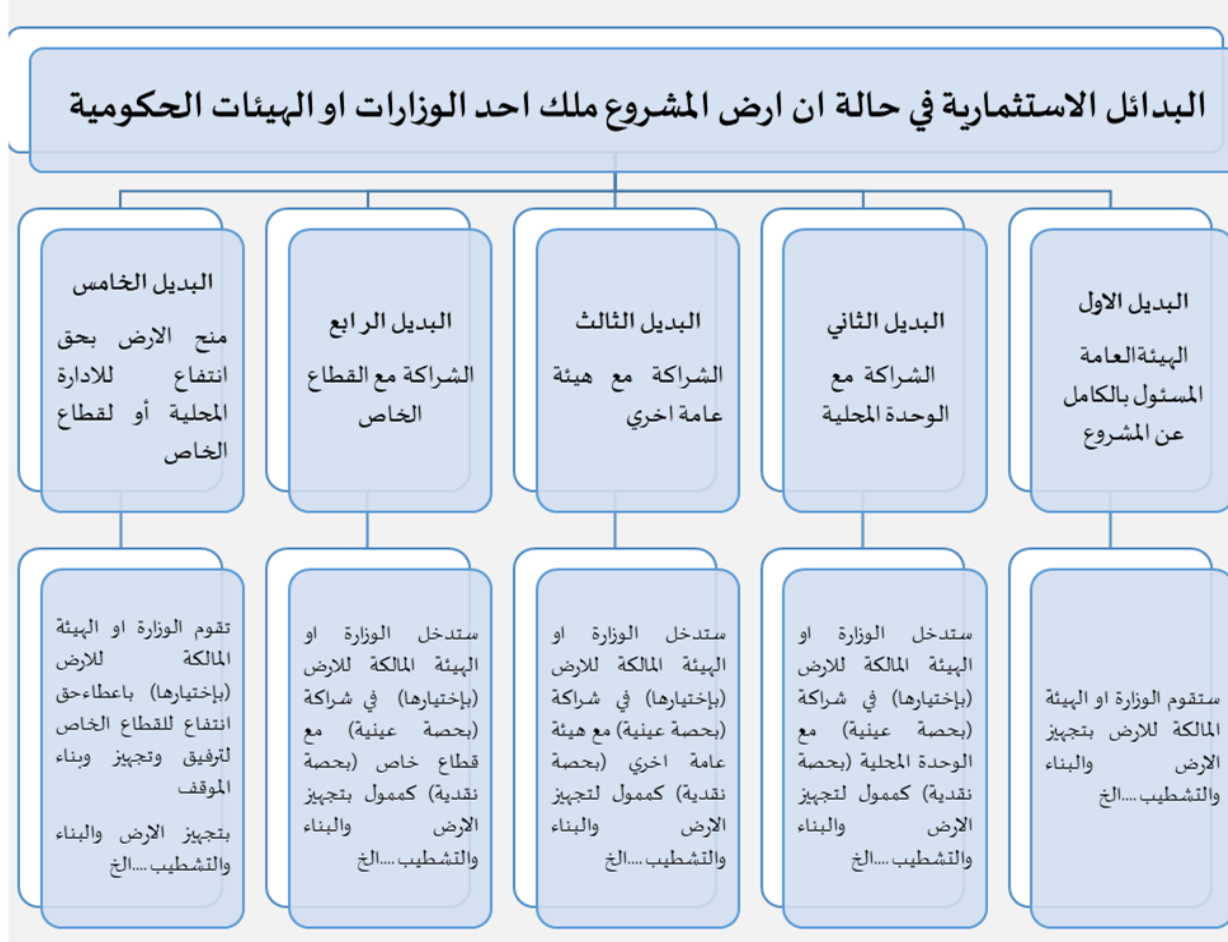 البدائل الاستثمارية في حالة ان ارض المشروع ملك احد الوزارات او الهيئات الحكومية
البديل الاول
الهيئةالعامة
المسئول بالكامل
عن المشروع
البديل الثاني
الشراكة مع
الوحدة المحلية
البديل الثالث
الشراكة مع هيئة
عامة اخري
البديل الرابع
الشراكة مع القطاع
الخاص
البديل الخامس
منح الارض بحق
انتفاع للادارة
المحلية أو لقطاع
الخاص
ستقوم الوزارة او الهيئة
المالكة للارض بتجهيز
الارض والبناء
والتشطيب....الخ
ستدخل الوزارة او
الهيئة المالكة للارض
(بإختيارها) في شراكة
(بحصة عينية) مع
الوحدة المحلية (بحصة
نقدية) كممول لتجهيز
الارض والبناء
والتشطيب....الخ
ستدخل الوزارة او
الهيئة المالكة للارض
(بإختيارها) في شراكة
(بحصة عينية) مع هيئة
عامة اخري (بحصة
نقدية) كممول لتجهيز
الارض والبناء
والتشطيب....الخ
ستدخل الوزارة او
الهيئة المالكة للارض
(بإختيارها) في شراكة
(بحصة عينية) مع
قطاع خاص (بحصة
نقدية) كممول بتجهيز
الارض والبناء
والتشطيب....الخ
تقوم الوزارة او الهيئة
المالكة للارض
(بإختيارها) باعطاءحق
انتفاع للقطاع الخاص
لترفيق وتجهيز وبناء
الموقف
بتجهيز الارض والبناء
والتشطيب....الخ